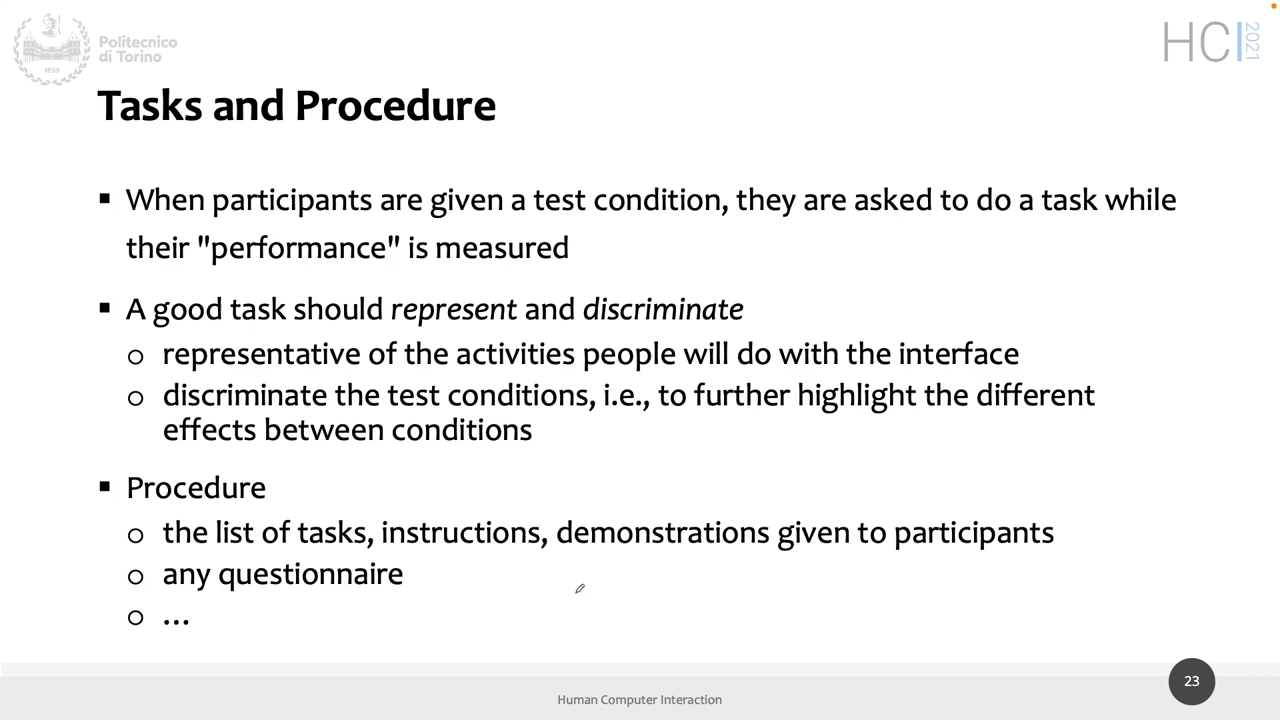 Politecnico
di Torino
1859
HCI 2021
Tasks and Procedure
▪ When participants are given a test condition, they are asked to do a task while
their "performance" is measured
▪ A good task should represent and discriminate
o representative of the activities people will do with the interface
o discriminate the test conditions, i.e., to further highlight the different
effects between conditions
▪ Procedure
o the list of tasks, instructions, demonstrations given to participants
o any questionnaire
o ...
Human Computer Interaction
23